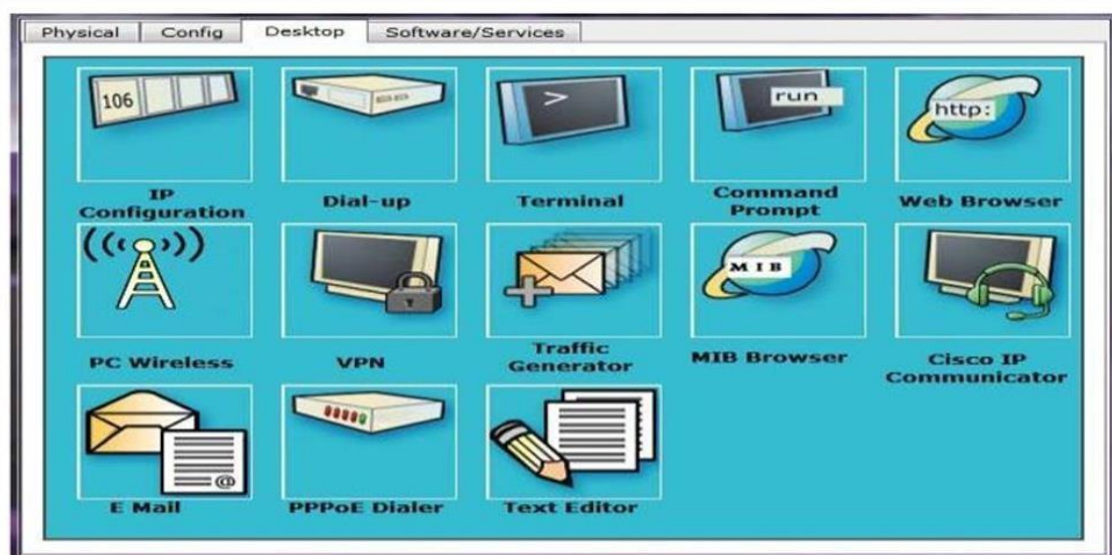 Physical Config Desktop Software/Services
106
>
run
http:
IP
Configuration
Dial-up
Terminal
Command
Prompt
Web Browser
MIB
PC Wireless
VPN
Traffic
Generator
MIB Browser
Cisco IP
Communicator
@
E Mail
PPPoE Dialer
Text Editor